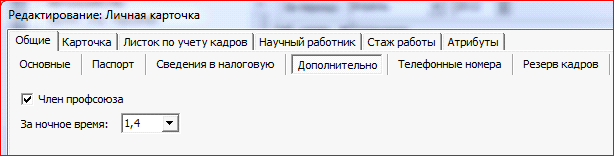 Редактирование: Личная карточка
Общие Карточка Листок по учету кадров Научный работник Стаж работы Атрибуты
Основные Паспорт Сведения в налоговую Дополнительно Телефонные номера Резерв кадров
Член профсоюза
За ночное время: 1,4